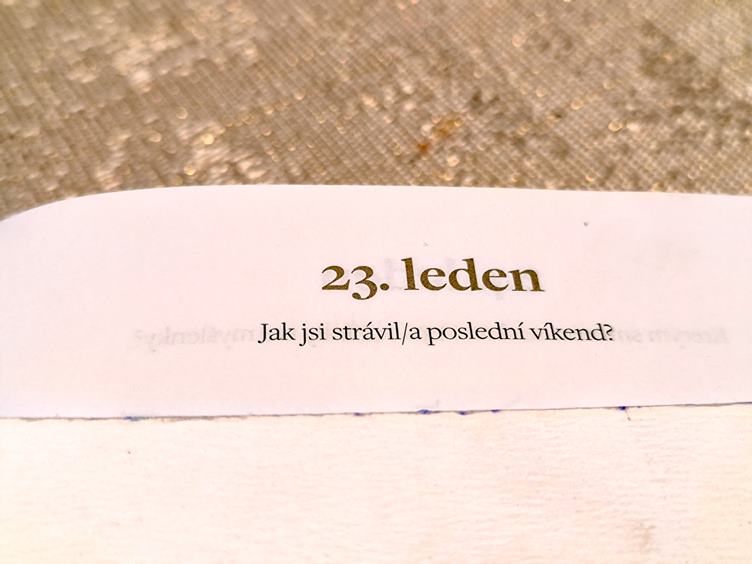 23. leden
Jak jsi strávil/a poslední víkend?